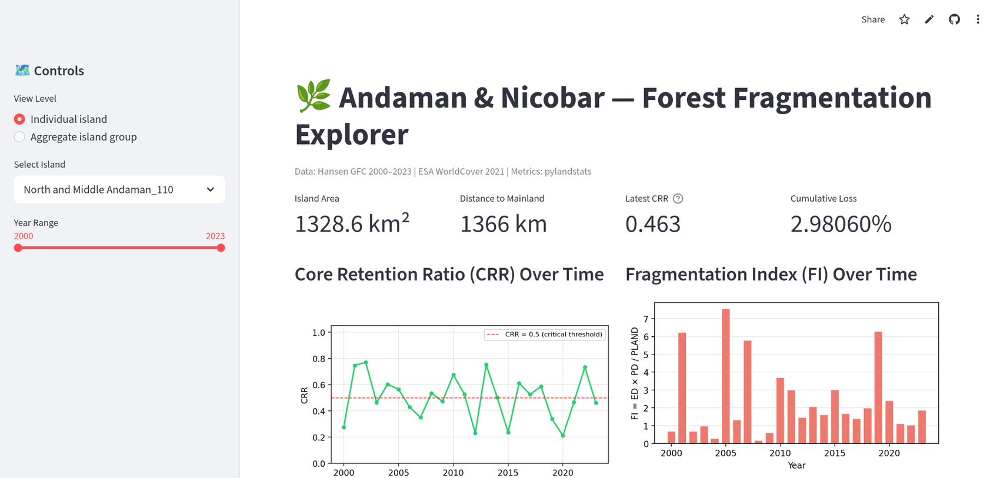 Share
🗺️ Controls
View Level
Individual island
Aggregate island group
Select Island
North and Middle Andaman_110
Year Range
2000 2023
🌿 Andaman & Nicobar — Forest Fragmentation
Explorer
Data: Hansen GFC 2000–2023 | ESA WorldCover 2021 | Metrics: pylandstats
Island Area
1328.6 km²
Distance to Mainland
1366 km
Latest CRR
0.463
Cumulative Loss
2.98060%
Core Retention Ratio (CRR) Over Time
CRR = 0.5 (critical threshold)
CRR
1.0
0.8
0.6
0.4
0.2
0.0
2000 2005 2010 2015 2020
Fragmentation Index (FI) Over Time
FI = ED × PD / PLAND
7
6
5
4
3
2
1
0
2000 2005 2010 2015 2020
Year